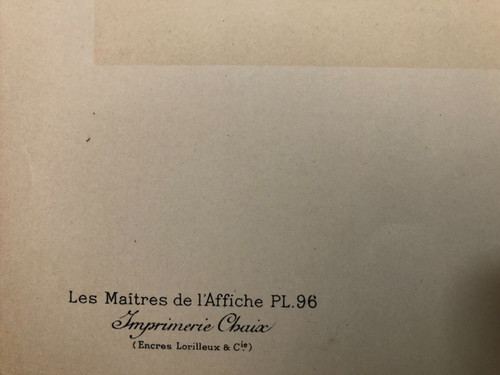 Les Maîtres de l'Affiche PL.96
Imprimerie Chaix
(Encres Lorilleux & Cie)